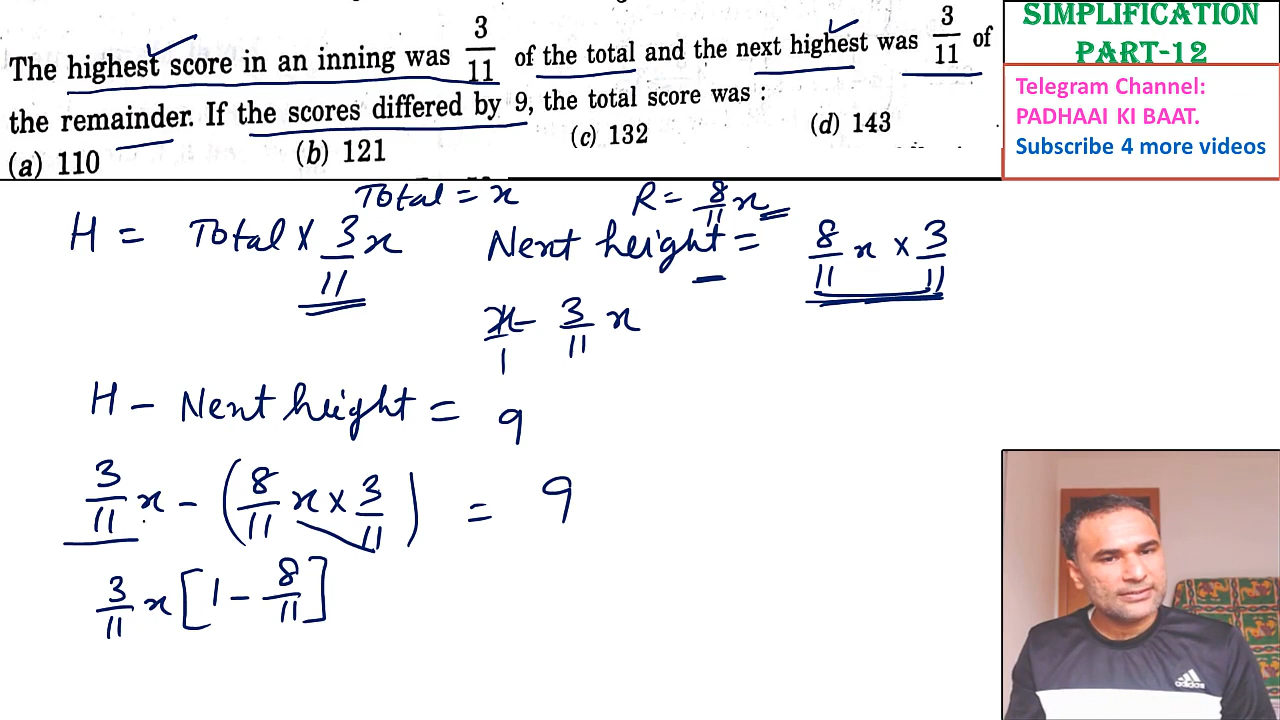 The highest score in an inning was 3/11 of the total and the next highest was 3/11 of
the remainder. If the scores differed by 9, the total score was :
(a) 110 (b) 121 (c) 132 (d) 143
SIMPLIFICATION
PART-12
Telegram Channel:
PADHAAI KI BAAT.
Subscribe 4 more videos
Total = x R = 8/11 x
H = Total × 3/11 x Next height = 8/11 x × 3/11
x/1 - 3/11 x
H - Next height = 9
3/11 x - (8/11 x × 3/11) = 9
3/11 x [1 - 8/11]
adidas